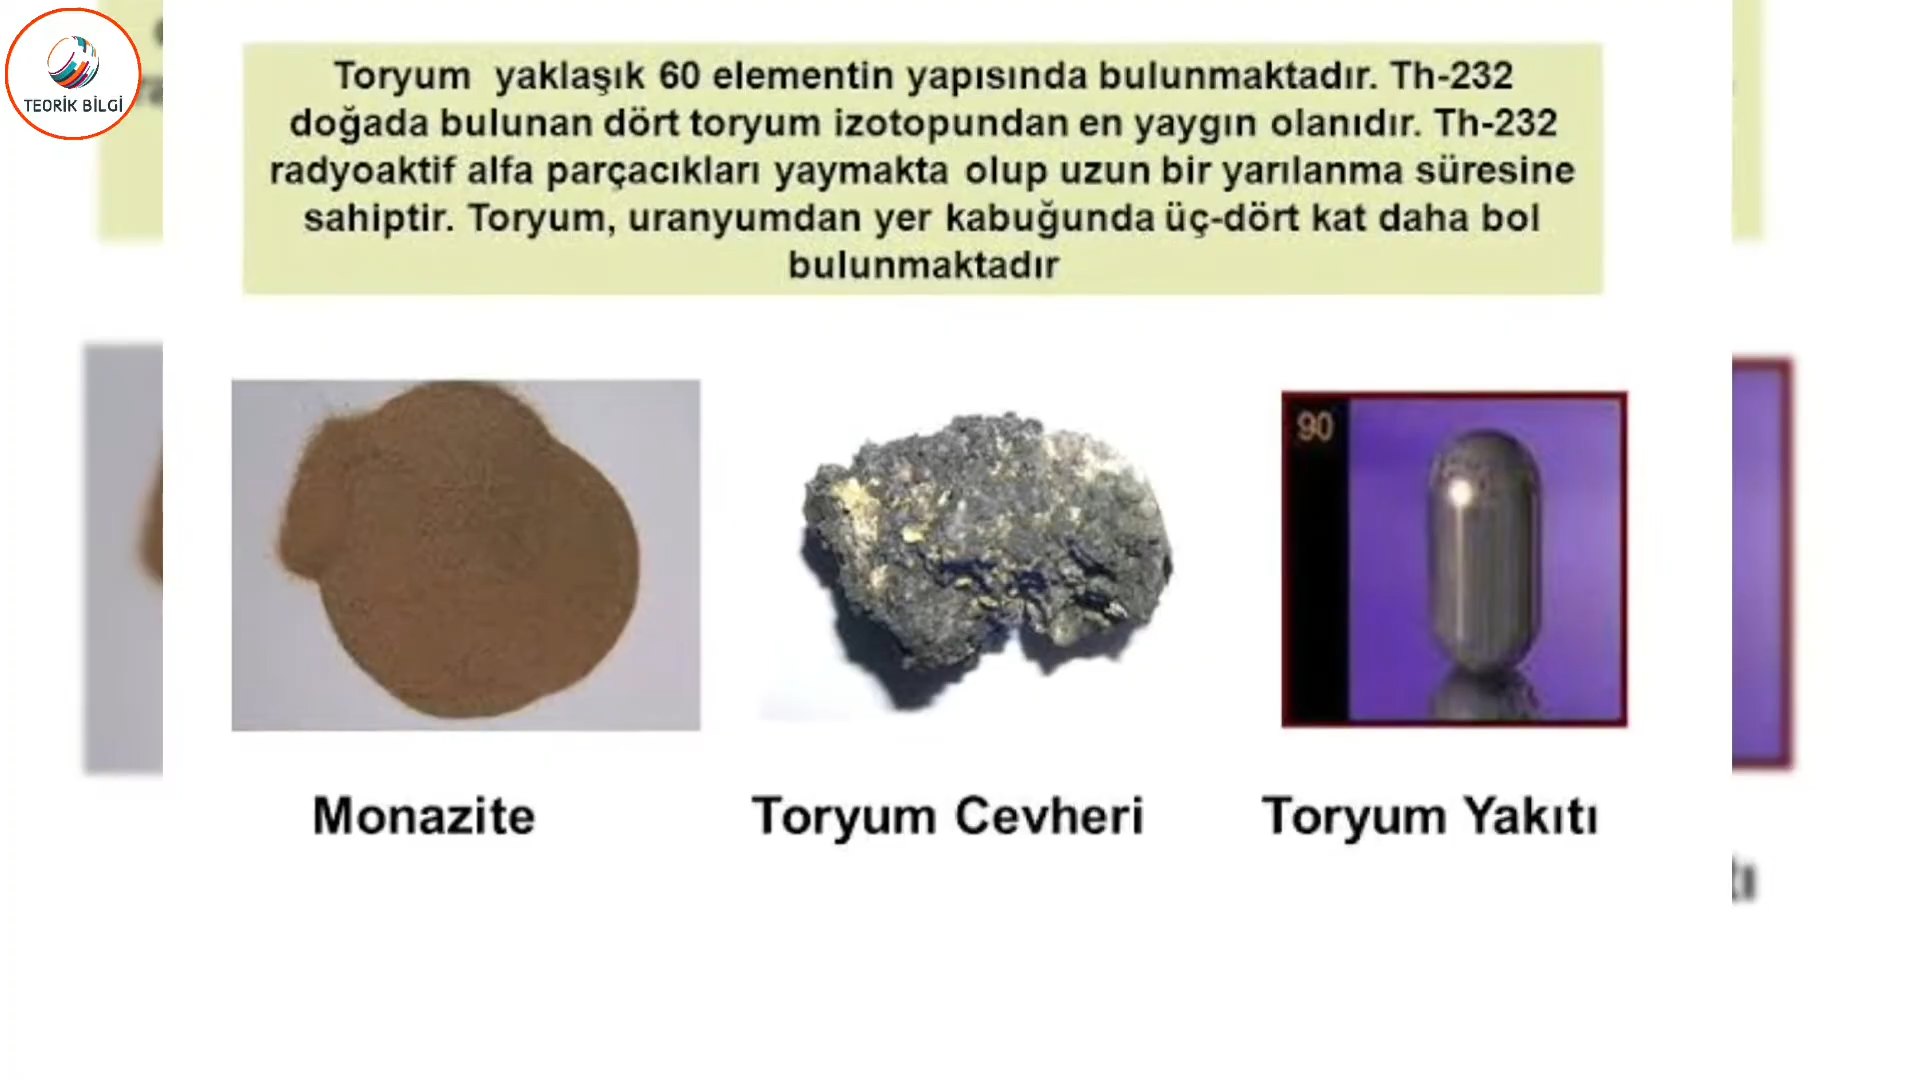 TEORİK BİLGİ
Toryum yaklaşık 60 elementin yapısında bulunmaktadır. Th-232
doğada bulunan dört toryum izotopundan en yaygın olanıdır. Th-232
radyoaktif alfa parçacıkları yaymakta olup uzun bir yarılanma süresine
sahiptir. Toryum, uranyumdan yer kabuğunda üç-dört kat daha bol
bulunmaktadır
90
Monazite
Toryum Cevheri
Toryum Yakıtı